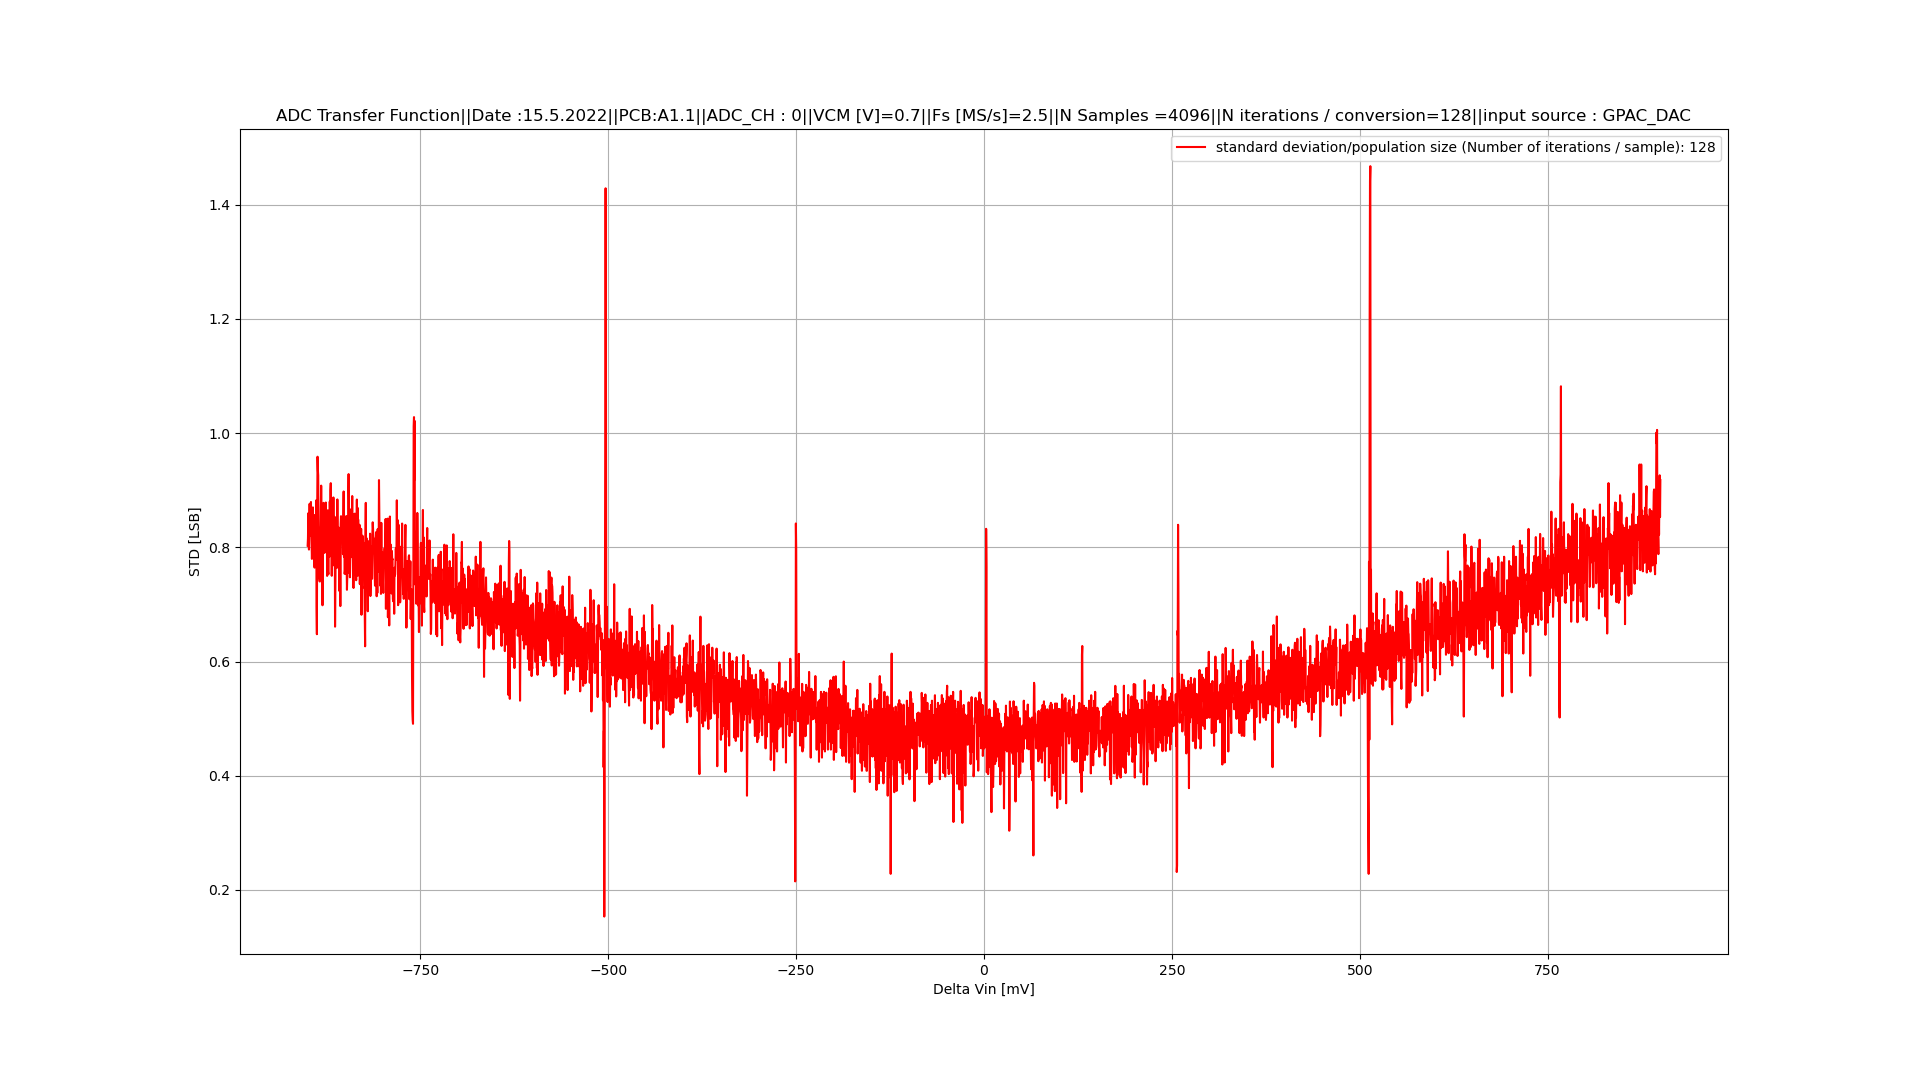 ADC Transfer Function||Date :15.5.2022||PCB:A1.1||ADC_CH : 0||VCM [V]=0.7||Fs [MS/s]=2.5||N Samples =4096||N iterations / conversion=128||input source : GPAC_DAC
standard deviation/population size (Number of iterations / sample): 128
1.4
1.2
1.0
0.8
0.6
0.4
0.2
STD [LSB]
−750 −500 −250 0 250 500 750
Delta Vin [mV]